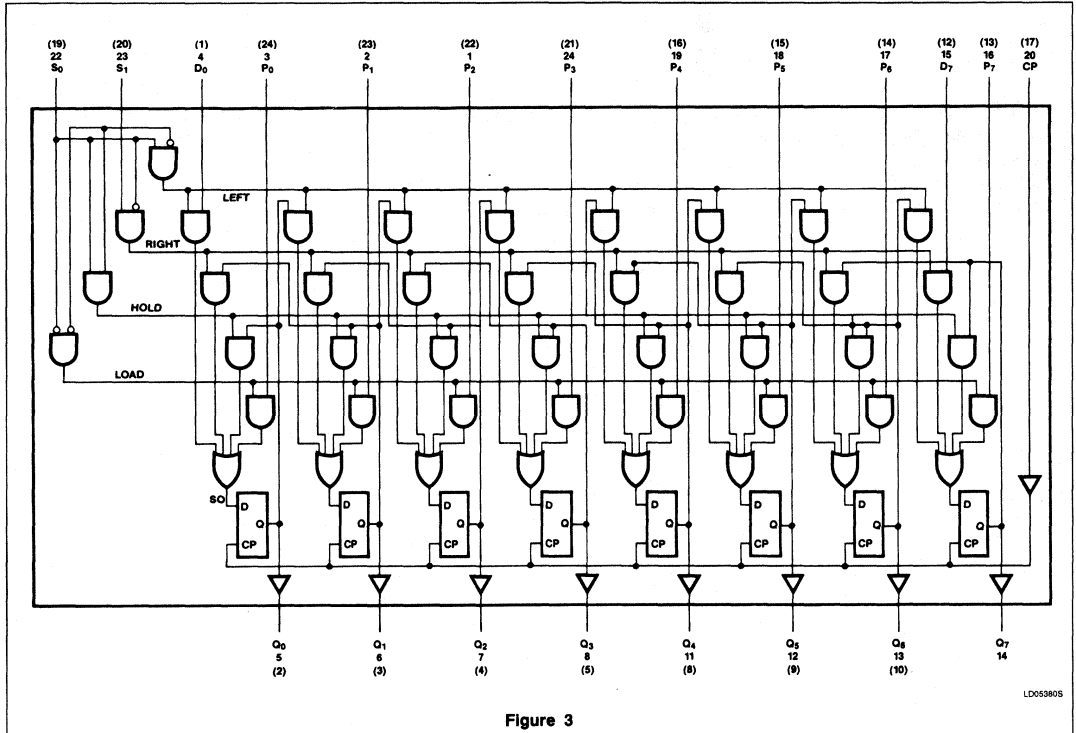 (19) (20) (1) (24) (23) (22) (21) (16) (15) (14) (12) (13) (17)
22 23 4 3 2 1 24 19 18 17 15 16 20
S0 S1 D0 P0 P1 P2 P3 P4 P5 P6 D7 P7 CP
LEFT
RIGHT
HOLD
LOAD
SO
D D D D D D D D
Q Q Q Q Q Q Q Q
CP CP CP CP CP CP CP CP
Q0 Q1 Q2 Q3 Q4 Q5 Q6 Q7
5 6 7 8 11 12 13 14
(2) (3) (4) (5) (8) (9) (10)
LD05380S
Figure 3